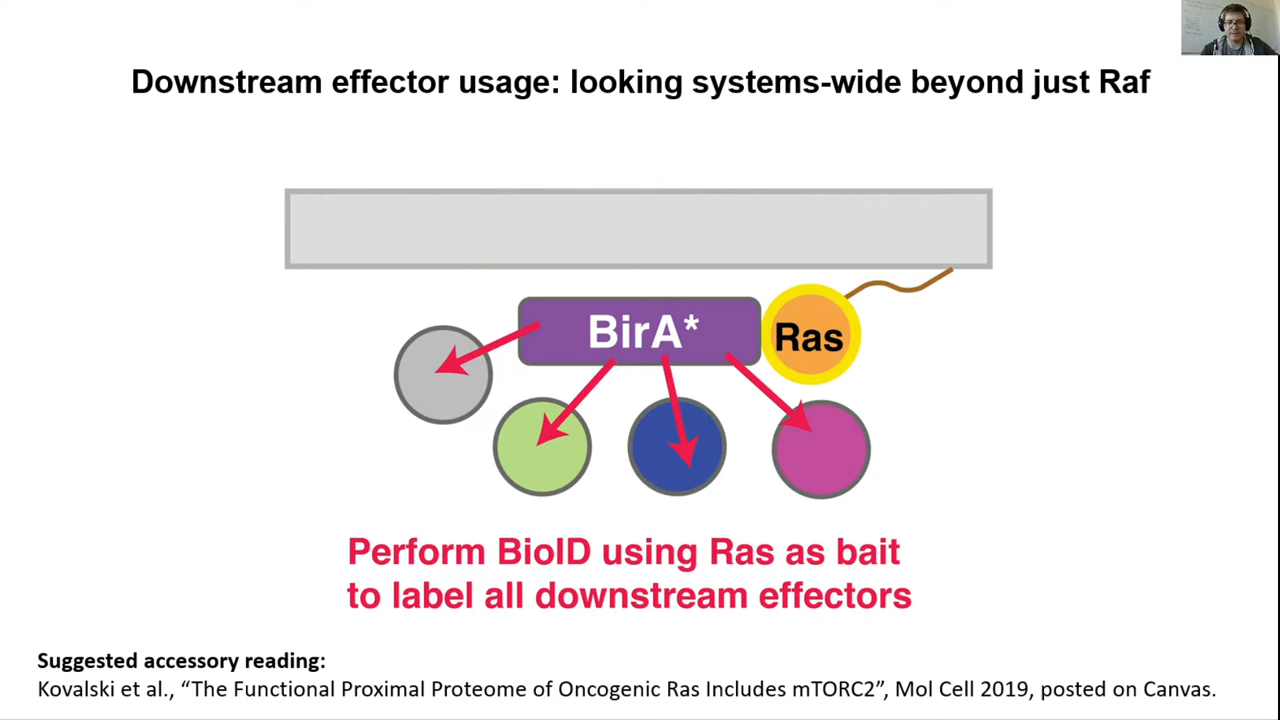 Downstream effector usage: looking systems-wide beyond just Raf
BirA*
Ras
Perform BioID using Ras as bait
to label all downstream effectors
Suggested accessory reading:
Kovalski et al., “The Functional Proximal Proteome of Oncogenic Ras Includes mTORC2”, Mol Cell 2019, posted on Canvas.